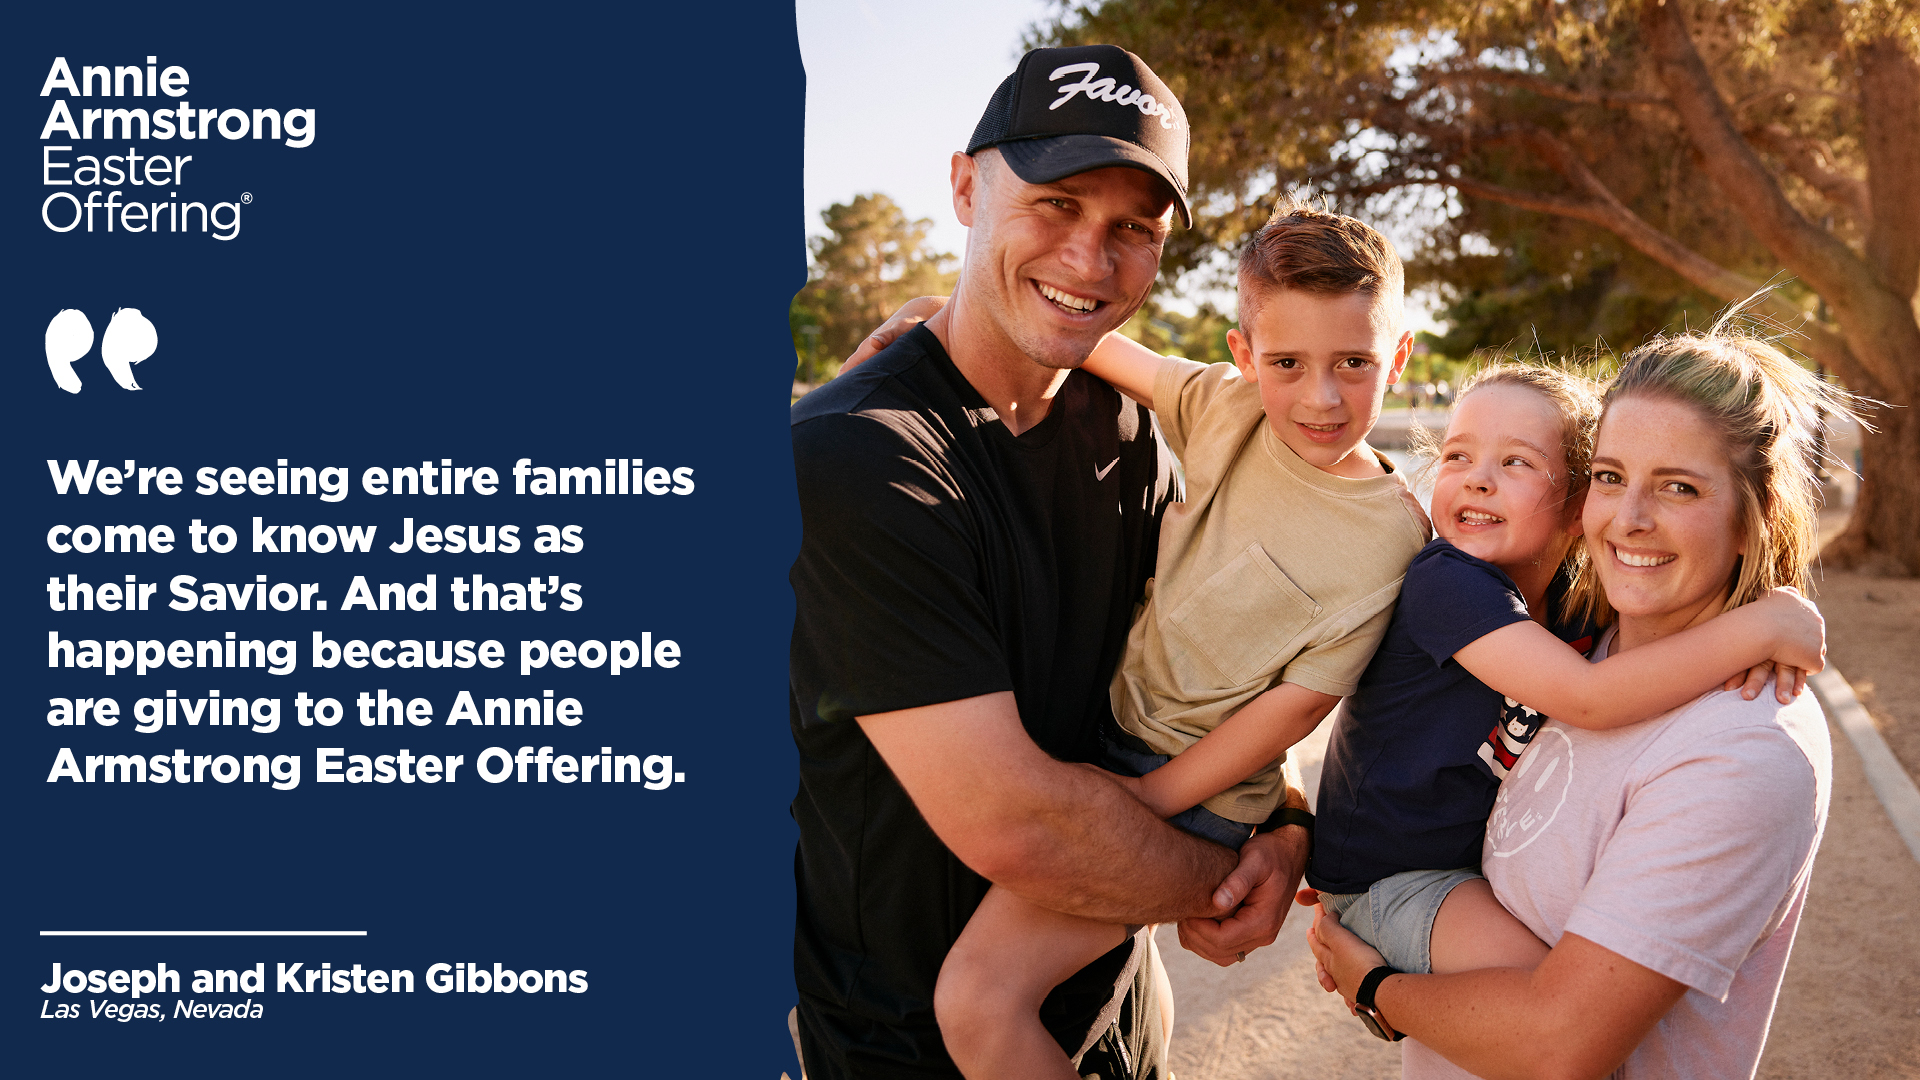 Annie
Armstrong
Easter
Offering®
We’re seeing entire families
come to know Jesus as
their Savior. And that’s
happening because people
are giving to the Annie
Armstrong Easter Offering.
Joseph and Kristen Gibbons
Las Vegas, Nevada
Favor